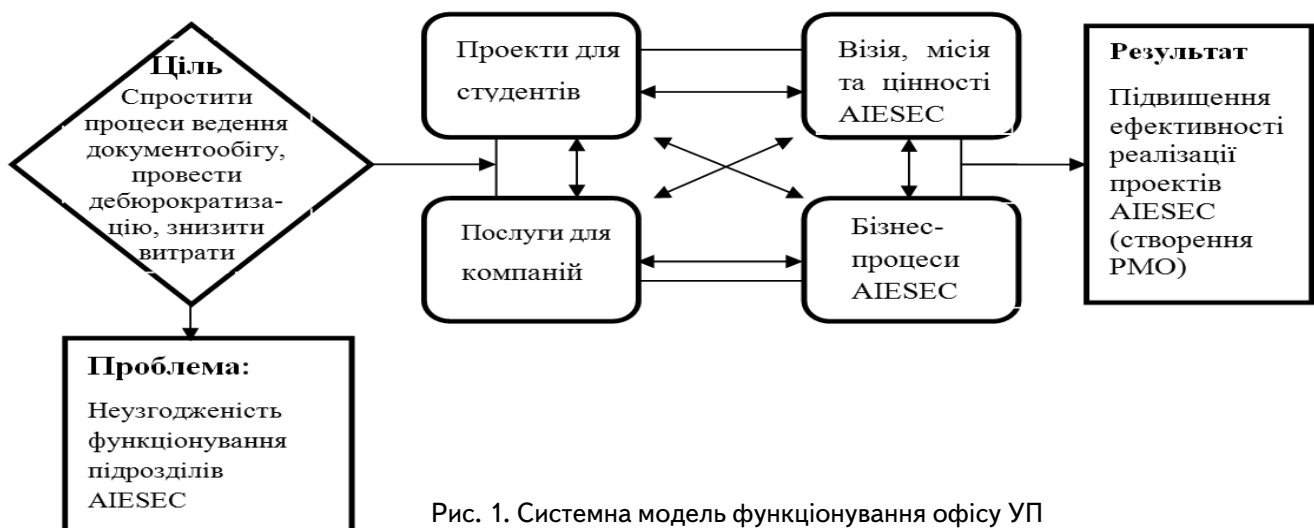 Ціль
Спростити
процеси ведення
документообігу,
провести
дебюрократиза-
цію, знизити
витрати
Проблема:
Неузгодженість
функціонування
підрозділів
AIESEC
Проекти для
студентів
Послуги для
компаній
Візія, місія
та цінності
AIESEC
Бізнес-
процеси
AIESEC
Результат
Підвищення
ефективності
реалізації
проектів
AIESEC
(створення
РМО)
Рис. 1. Системна модель функціонування офісу УП